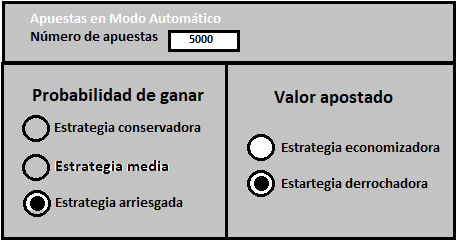 Apuestas en Modo Automático
Número de apuestas 5000
Probabilidad de ganar
Estrategia conservadora
Estrategia media
Estrategia arriesgada
Valor apostado
Estrategia economizadora
Estartegia derrochadora